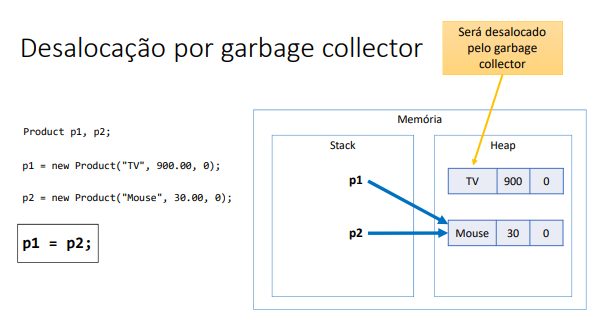 Desalocação por garbage collector
Será desalocado
pelo garbage
collector
Product p1, p2;
p1 = new Product("TV", 900.00, 0);
p2 = new Product("Mouse", 30.00, 0);
p1 = p2;
Memória
Stack
Heap
p1
TV 900 0
p2
Mouse 30 0